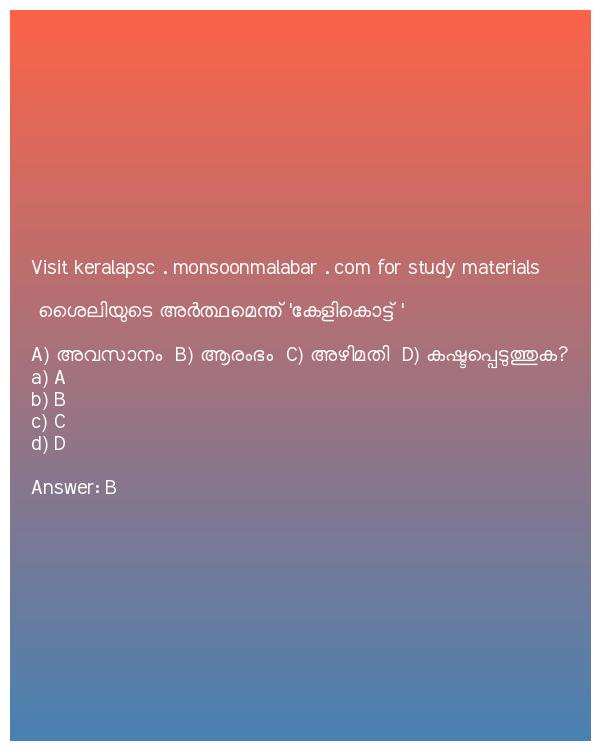 Visit keralapsc . monsoonmalabar . com for study materials
ശൈലിയുടെ അർത്ഥമെന്ത് 'കേളികൊട്ട് '
A) അവസാനം B) ആരംഭം C) അഴിമതി D) കഷ്ടപ്പെടുത്തുക?
a) A
b) B
c) C
d) D
Answer: B